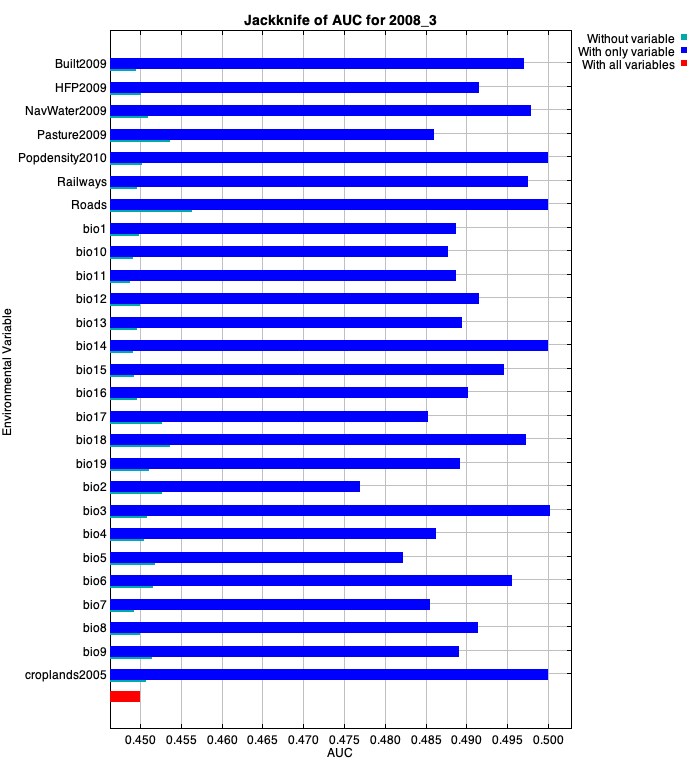 Jackknife of AUC for 2008_3
Without variable
With only variable
With all variables
Environmental Variable
Built2009
HFP2009
NavWater2009
Pasture2009
Popdensity2010
Railways
Roads
bio1
bio10
bio11
bio12
bio13
bio14
bio15
bio16
bio17
bio18
bio19
bio2
bio3
bio4
bio5
bio6
bio7
bio8
bio9
croplands2005
0.450 0.455 0.460 0.465 0.470 0.475 0.480 0.485 0.490 0.495 0.500
AUC